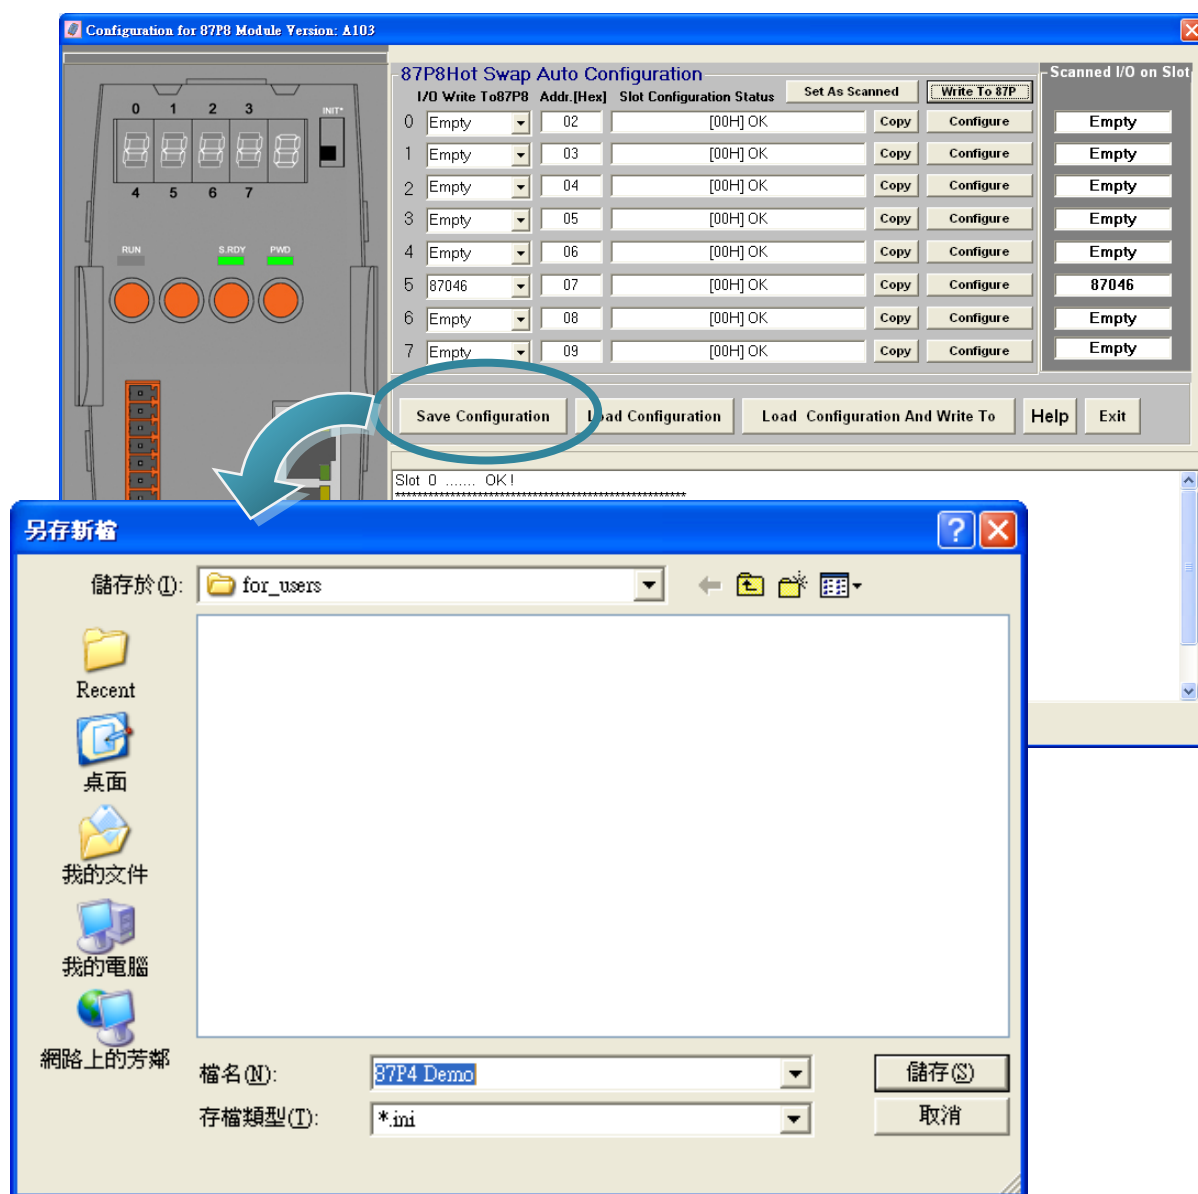 Configuration for 87P8 Module Version: A103
0 1 2 3
INIT*
4 5 6 7
RUN S.RDY PWD
87P8Hot Swap Auto Configuration
I/O Write To87P8 Addr.[Hex] Slot Configuration Status Set As Scanned Write To 87P
Scanned I/O on Slot
0 Empty 02 [00H] OK Copy Configure Empty
1 Empty 03 [00H] OK Copy Configure Empty
2 Empty 04 [00H] OK Copy Configure Empty
3 Empty 05 [00H] OK Copy Configure Empty
4 Empty 06 [00H] OK Copy Configure Empty
5 87046 07 [00H] OK Copy Configure 87046
6 Empty 08 [00H] OK Copy Configure Empty
7 Empty 09 [00H] OK Copy Configure Empty
Save Configuration Load Configuration Load Configuration And Write To Help Exit
Slot 0 ....... OK!
另存新檔
儲存於(I): for_users
Recent
桌面
我的文件
我的電腦
網路上的芳鄰
檔名(N): 87P4 Demo 儲存(S)
存檔類型(T): *.ini 取消